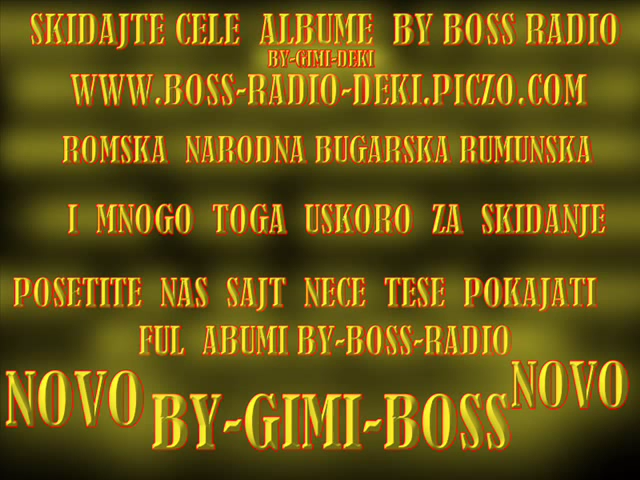 SKIDAJTE CELE ALBUME BY BOSS RADIO
BY-GIMI-DEKI
WWW.BOSS-RADIO-DEKI.PICZO.COM
ROMSKA NARODNA BUGARSKA RUMUNSKA
I MNOGO TOGA USKORO ZA SKIDANJE
POSETITE NAS SAJT NECE TESE POKAJATI
FUL ABUMI BY-BOSS-RADIO
NOVO BY-GIMI-BOSS NOVO